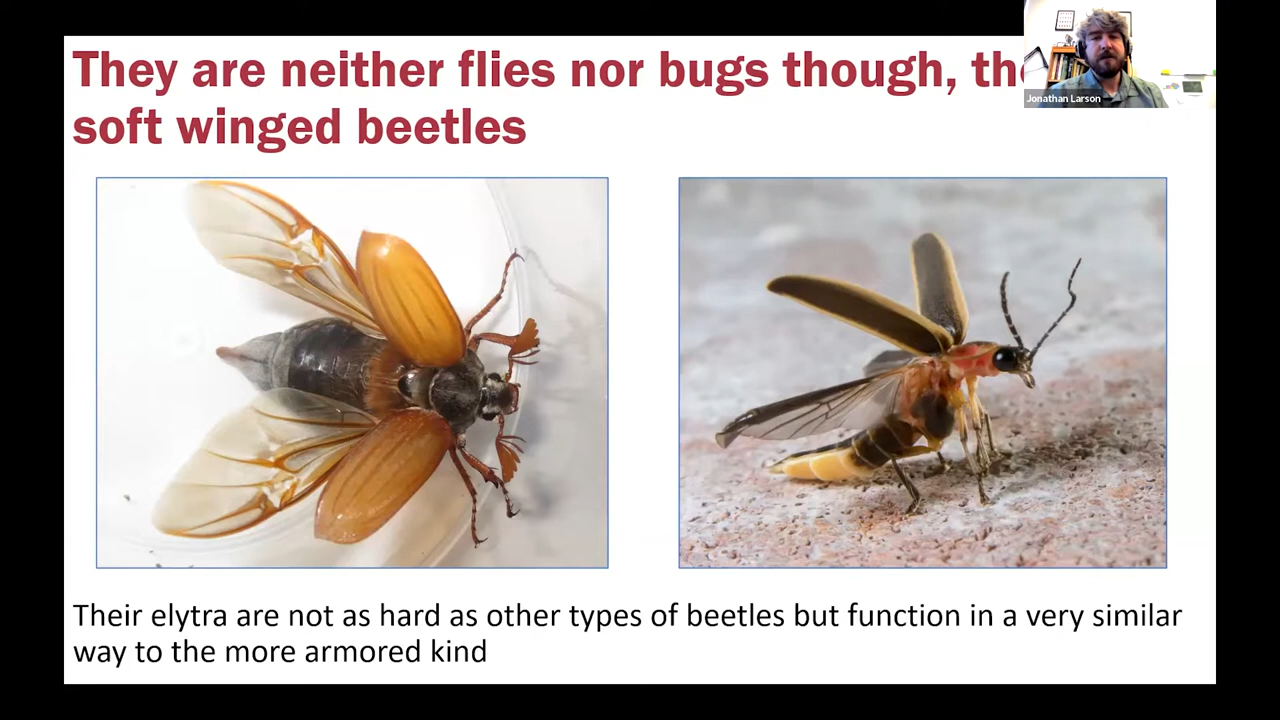 They are neither flies nor bugs though,
soft winged beetles
Jonathan Larson
Their elytra are not as hard as other types of beetles but function in a very similar
way to the more armored kind